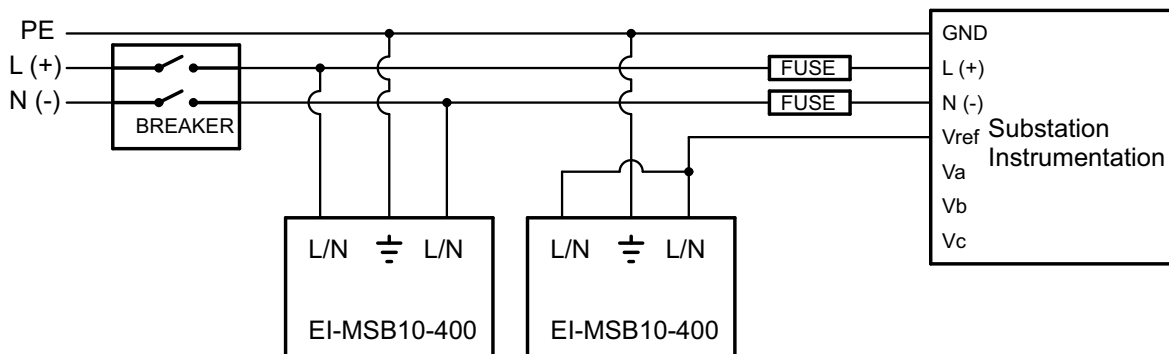 PE
L (+)
N (-)
BREAKER
FUSE
FUSE
GND
L (+)
N (-)
Vref
Va
Vb
Vc
Substation
Instrumentation
L/N
L/N
EI-MSB10-400
L/N
L/N
EI-MSB10-400